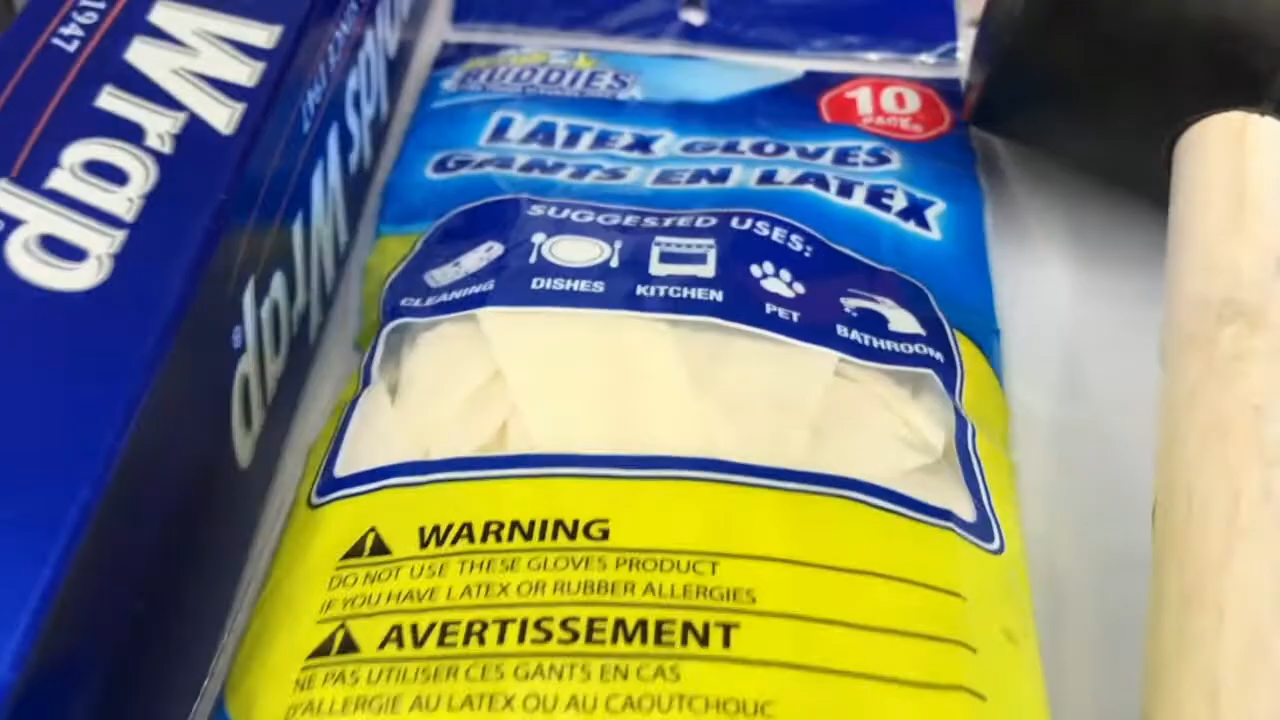 Wrap
1947
Wrap
BUDDIES
10
PACK
LATEX GLOVES
GANTS EN LATEX
SUGGESTED USES:
CLEANING
DISHES
KITCHEN
PET
BATHROOM
WARNING
DO NOT USE THESE GLOVES PRODUCT
IF YOU HAVE LATEX OR RUBBER ALLERGIES
AVERTISSEMENT
NE PAS UTILISER CES GANTS EN CAS
D'ALLERGIE AU LATEX OU AU CAOUTCHOUC